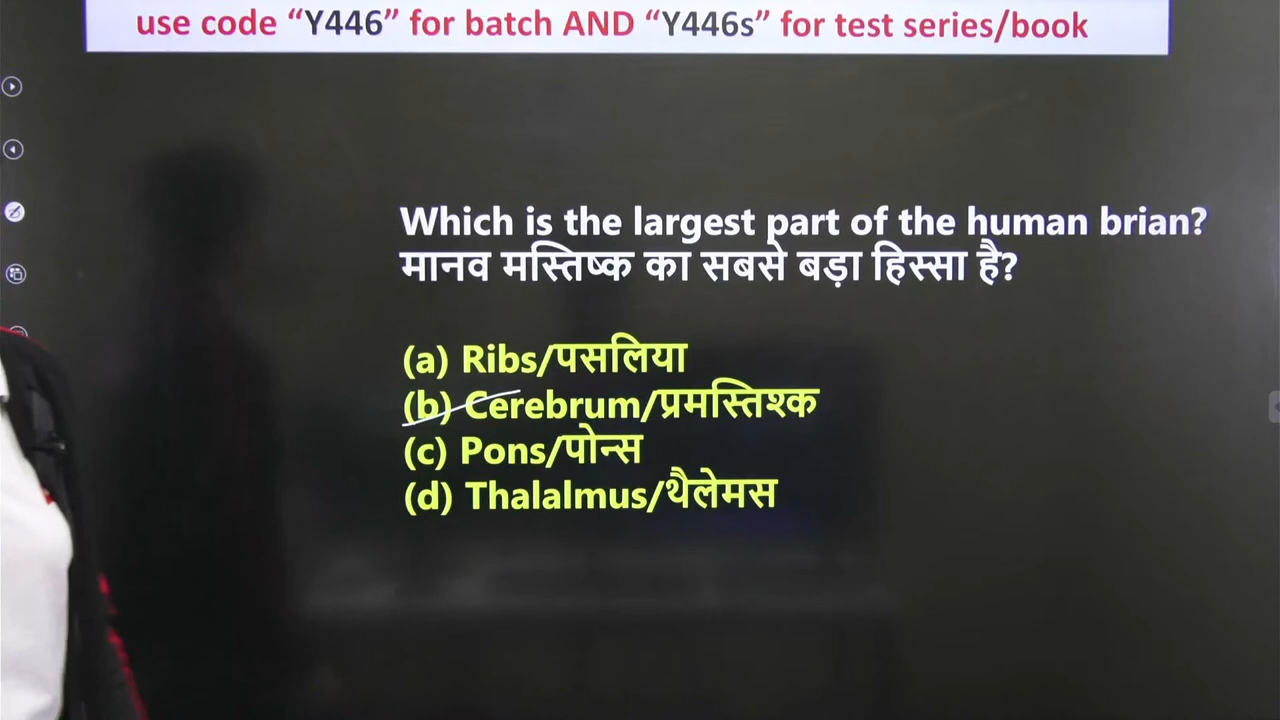 use code “Y446” for batch AND “Y446s” for test series/book
Which is the largest part of the human brian?
मानव मस्तिष्क का सबसे बड़ा हिस्सा है?
(a) Ribs/पसलिया
(b) Cerebrum/प्रमस्तिश्क
(c) Pons/पोन्स
(d) Thalalmus/थैलेमस